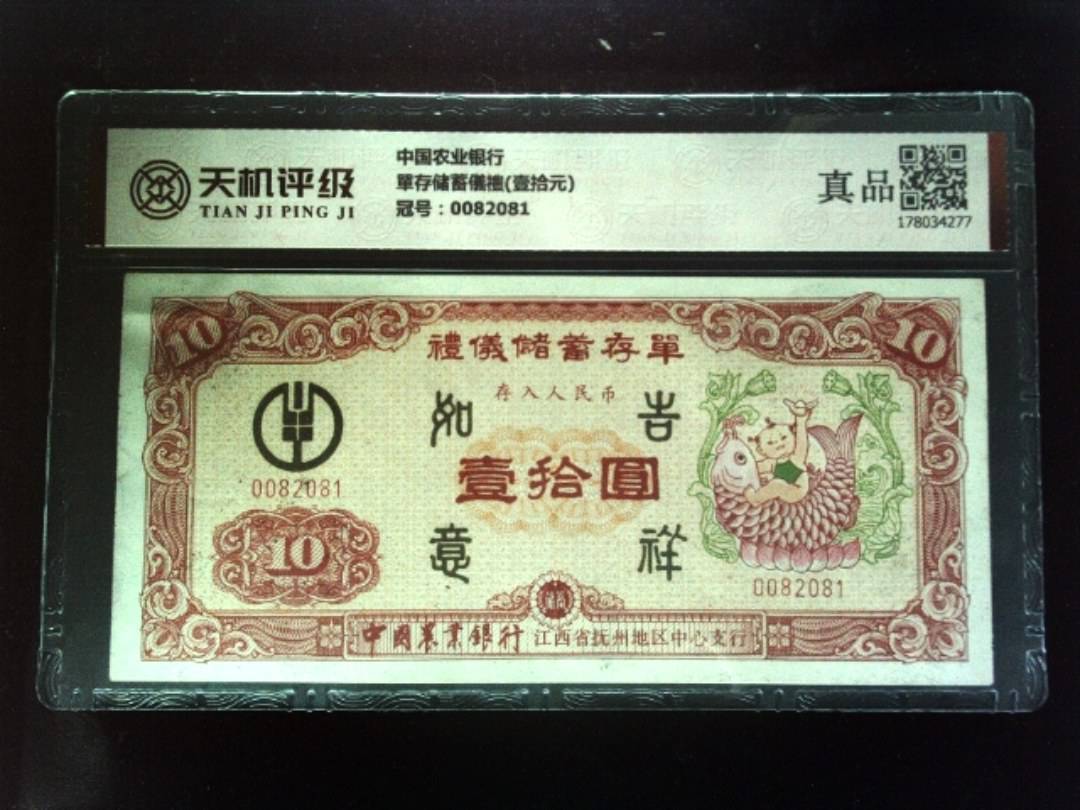 天机评级
TIAN JI PING JI
中国农业银行
單存储蓄儀禮(壹拾元)
冠号：0082081
真品
178034277
10
10
禮儀儲蓄存單
存入人民币
如 吉
壹拾圓
意 祥
0082081
10
0082081
中國農業銀行 江西省抚州地区中心支行